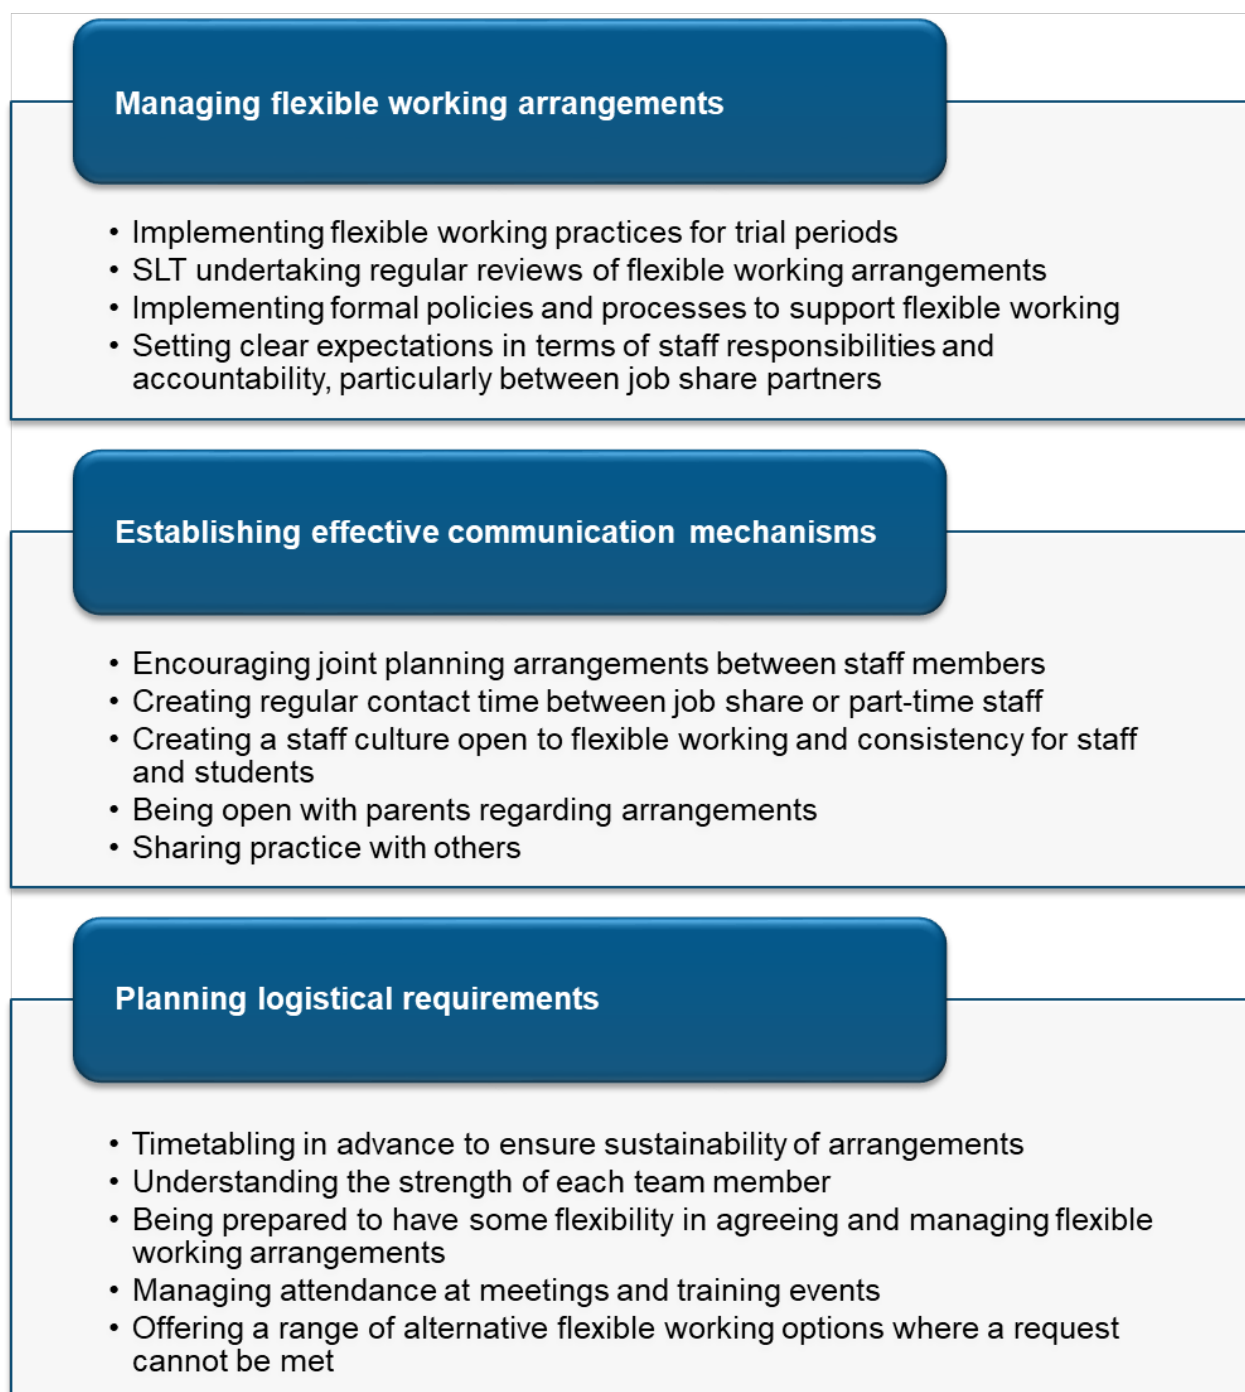 Managing flexible working arrangements
• Implementing flexible working practices for trial periods
• SLT undertaking regular reviews of flexible working arrangements
• Implementing formal policies and processes to support flexible working
• Setting clear expectations in terms of staff responsibilities and
accountability, particularly between job share partners
Establishing effective communication mechanisms
• Encouraging joint planning arrangements between staff members
• Creating regular contact time between job share or part-time staff
• Creating a staff culture open to flexible working and consistency for staff
and students
• Being open with parents regarding arrangements
• Sharing practice with others
Planning logistical requirements
• Timetabling in advance to ensure sustainability of arrangements
• Understanding the strength of each team member
• Being prepared to have some flexibility in agreeing and managing flexible
working arrangements
• Managing attendance at meetings and training events
• Offering a range of alternative flexible working options where a request
cannot be met